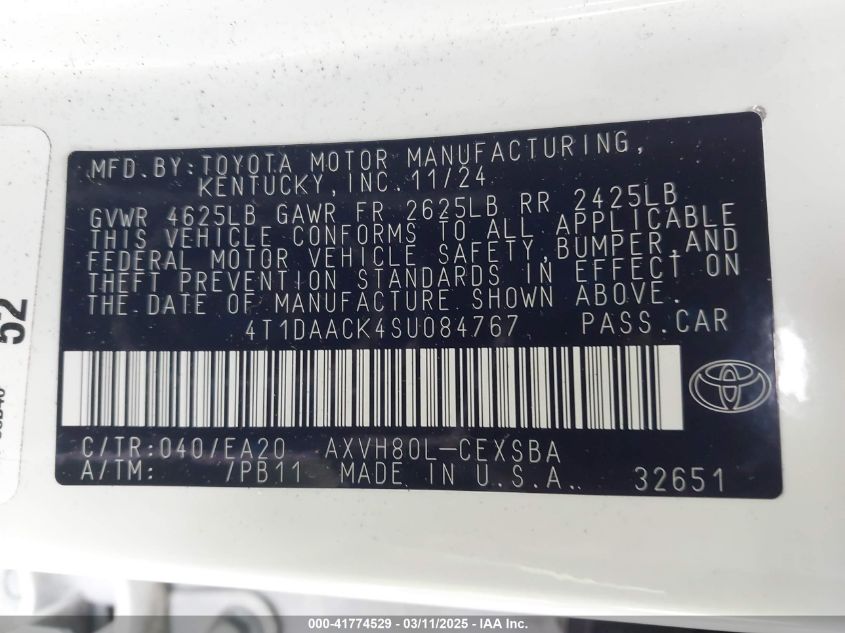 MFD. BY: TOYOTA MOTOR MANUFACTURING,
KENTUCKY, INC. 11/24
GVWR 4625LB GAWR FR 2625LB RR 2425LB
THIS VEHICLE CONFORMS TO ALL APPLICABLE
FEDERAL MOTOR VEHICLE SAFETY, BUMPER, AND
THEFT PREVENTION STANDARDS IN EFFECT ON
THE DATE OF MANUFACTURE SHOWN ABOVE.
4T1DAACK4SU084767 PASS. CAR
C/TR: 040/EA20 AXVH80L-CEXSBA
A/TM: /PB11 MADE IN U.S.A. 32651
52
000-41774529 - 03/11/2025 - IAA Inc.